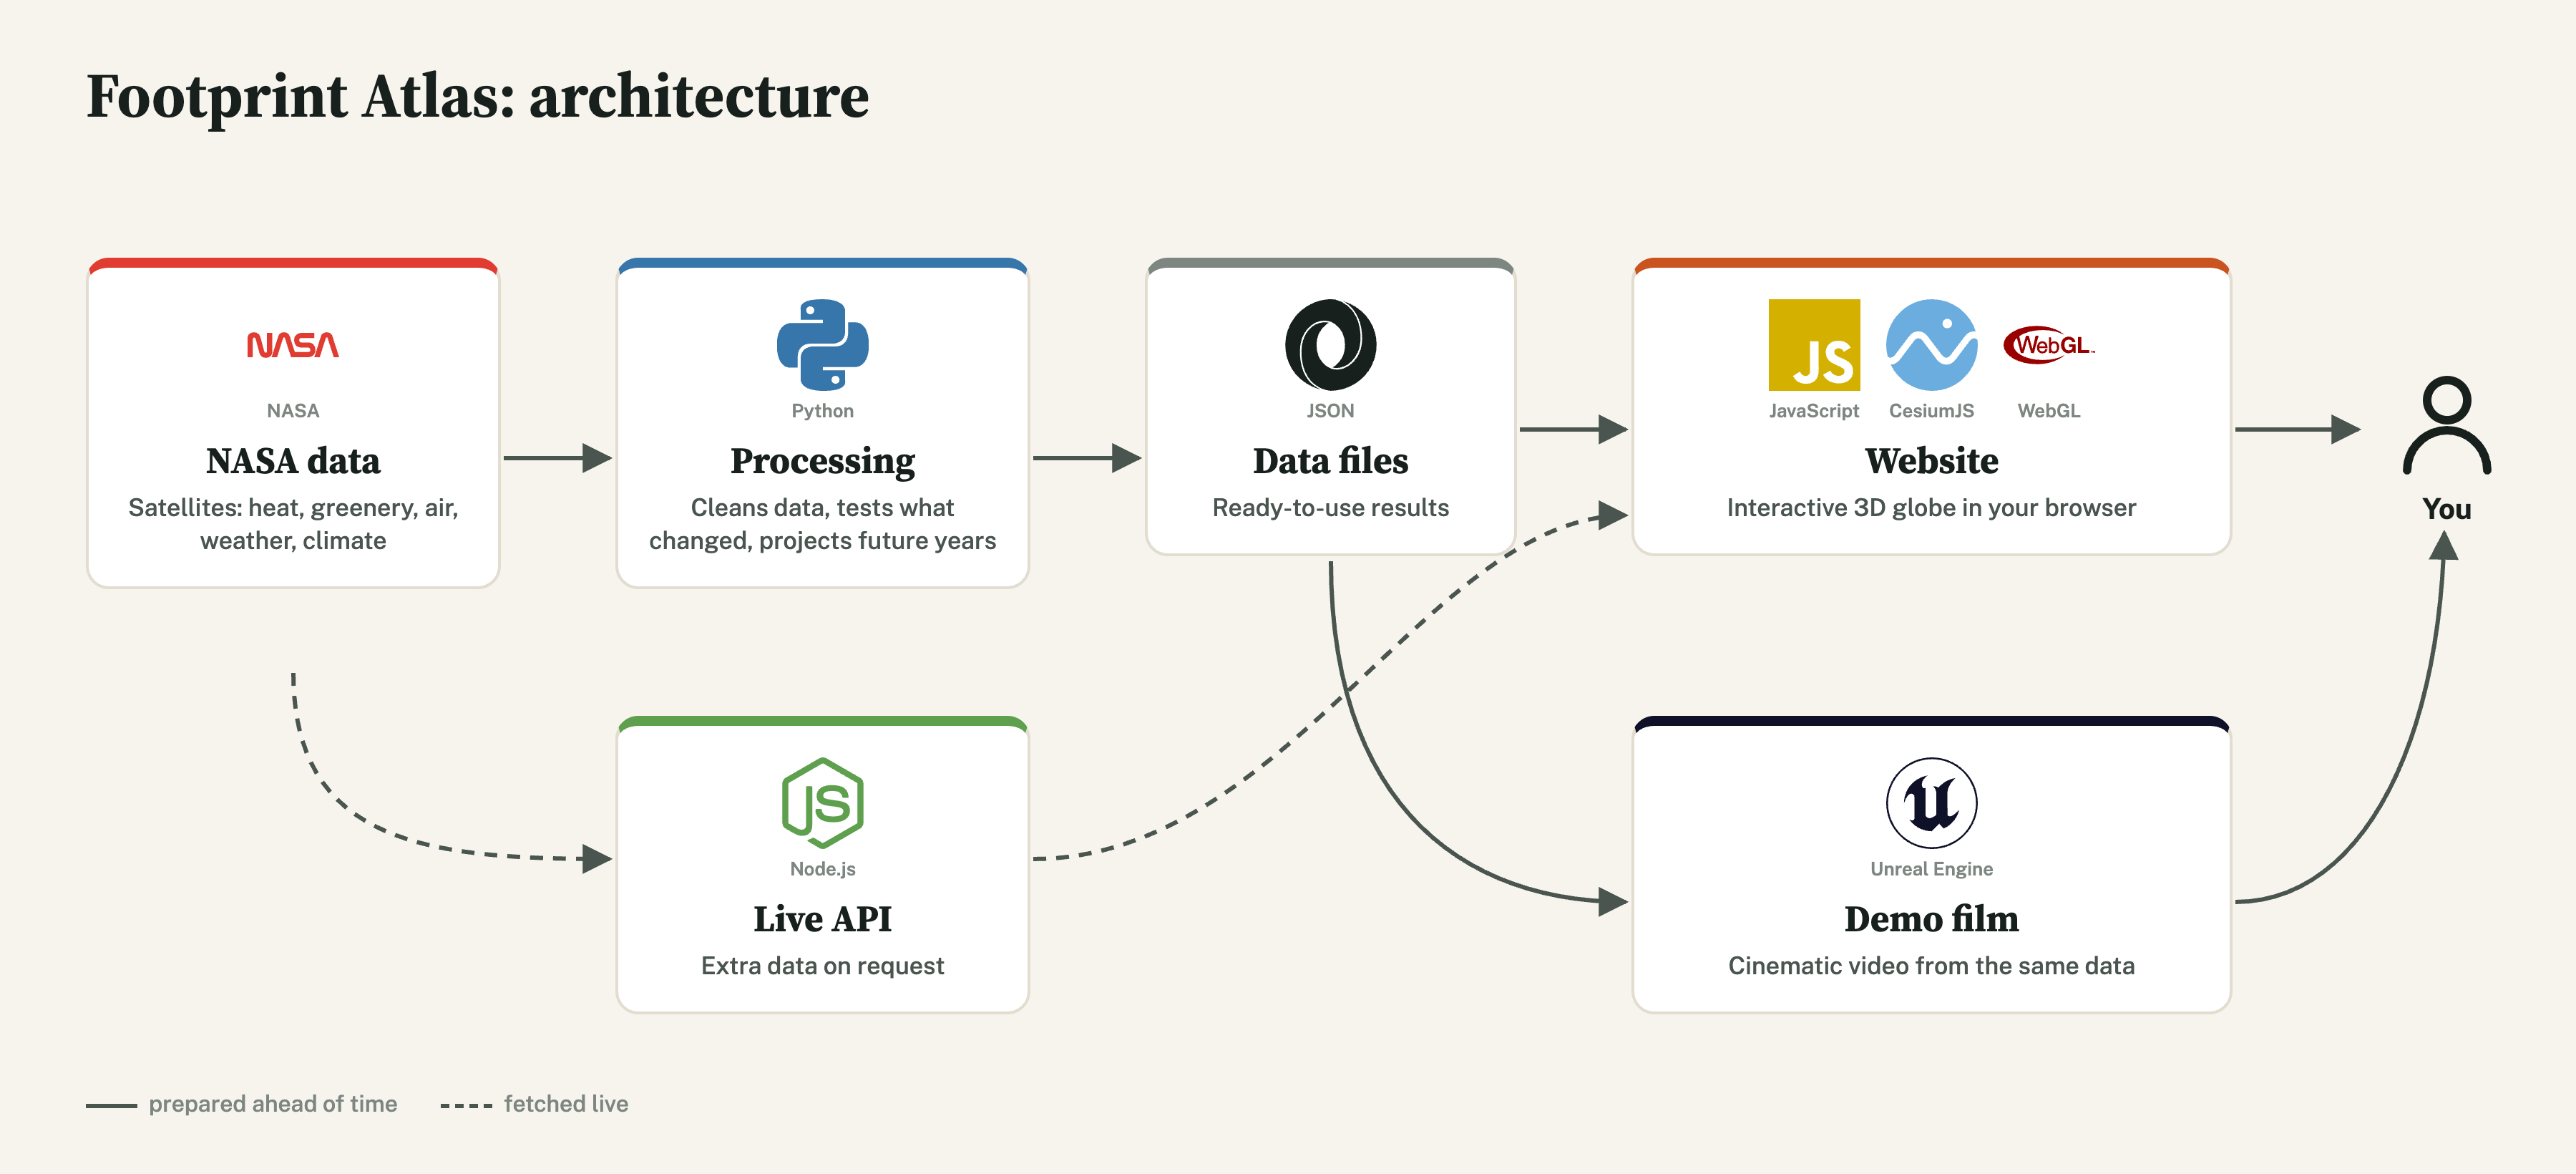 Footprint Atlas: architecture
NASA
NASA
NASA data
Satellites: heat, greenery, air,
weather, climate
Python
Processing
Cleans data, tests what
changed, projects future years
JSON
Data files
Ready-to-use results
JS
WebGL™
JavaScript
CesiumJS
WebGL
Website
Interactive 3D globe in your browser
You
JS
Node.js
Live API
Extra data on request
U
Unreal Engine
Demo film
Cinematic video from the same data
prepared ahead of time
fetched live